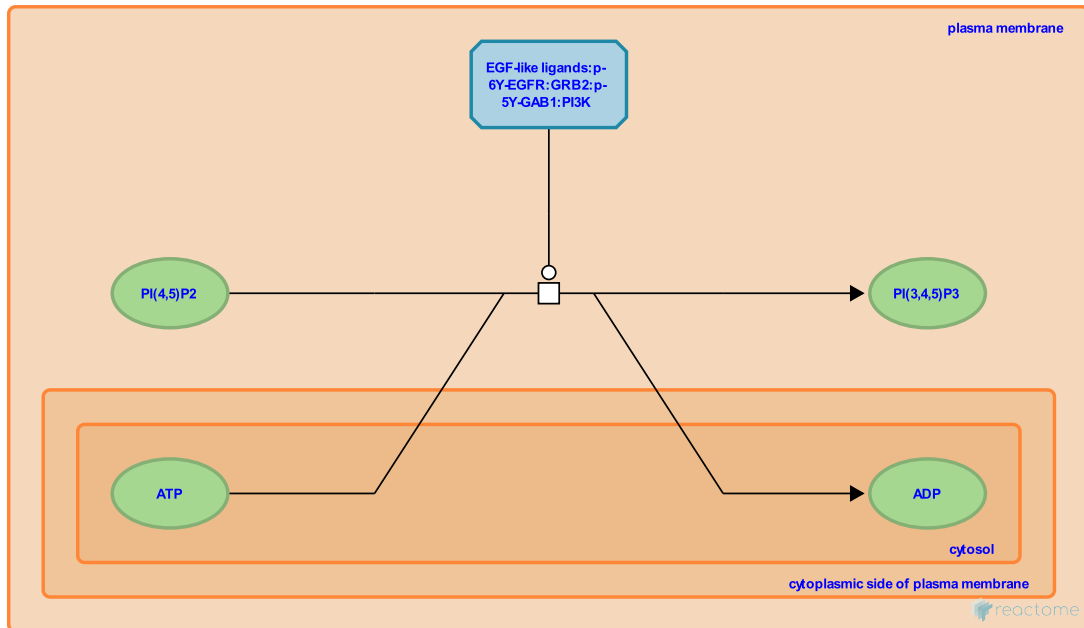 plasma membrane
EGF-like ligands:p-
6Y-EGFR:GRB2:p-
5Y-GAB1:PI3K
PI(4,5)P2
PI(3,4,5)P3
ATP
ADP
cytosol
cytoplasmic side of plasma membrane
reactome